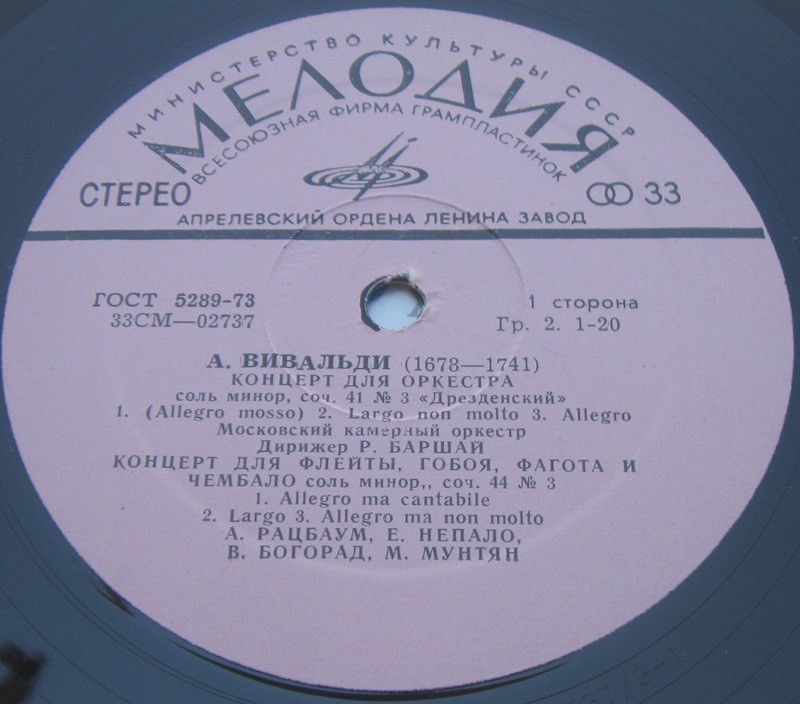 МИНИСТЕРСТВО КУЛЬТУРЫ СССР
МЕЛОДИЯ
ВСЕСОЮЗНАЯ ФИРМА ГРАМПЛАСТИНОК
СТЕРЕО 33
АПРЕЛЕВСКИЙ ОРДЕНА ЛЕНИНА ЗАВОД
ГОСТ 5289-73 1 сторона
33СМ—02737 Гр. 2. 1-20
А. ВИВАЛЬДИ (1678—1741)
КОНЦЕРТ ДЛЯ ОРКЕСТРА
соль минор, соч. 41 № 3 «Дрезденский»
1. (Allegro mosso) 2. Largo non molto 3. Allegro
Московский камерный оркестр
Дирижер Р. БАРШАЙ
КОНЦЕРТ ДЛЯ ФЛЕЙТЫ, ГОБОЯ, ФАГОТА И
ЧЕМБАЛО соль минор,, соч. 44 № 3
1. Allegro ma cantabile
2. Largo 3. Allegro ma non molto
А. РАЦБАУМ, Е. НЕПАЛО,
В. БОГОРАД, М. МУНТЯН